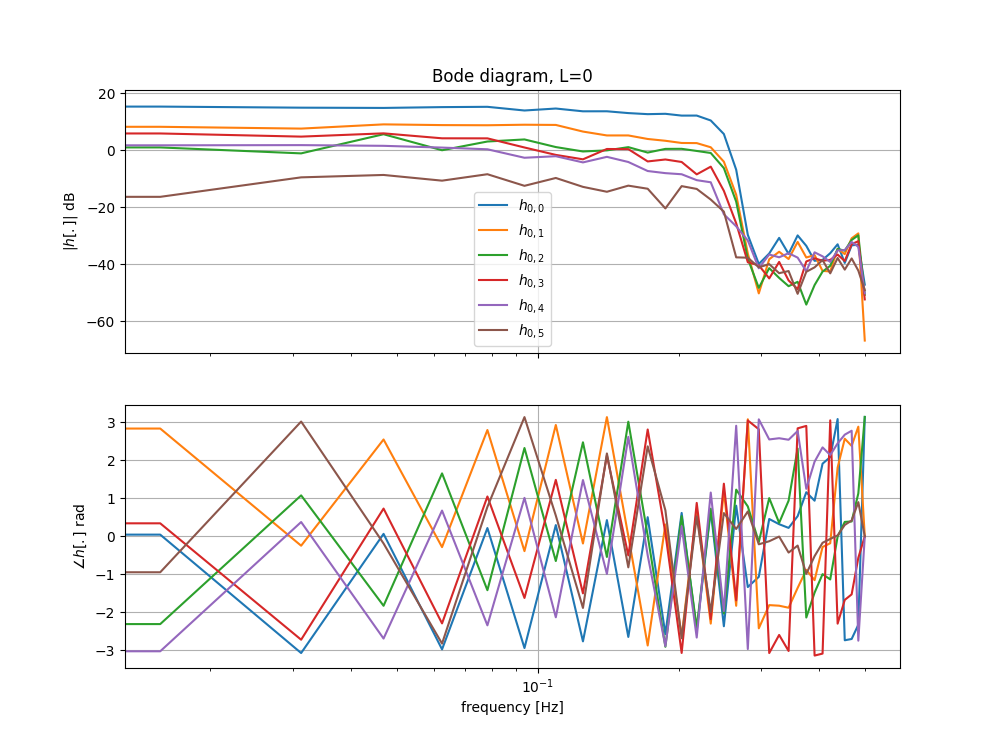 Bode diagram, L=0
|h[.]| dB
20
0
−20
−40
−60
h0,0
h0,1
h0,2
h0,3
h0,4
h0,5
∠h[.] rad
3
2
1
0
−1
−2
−3
10−1
frequency [Hz]